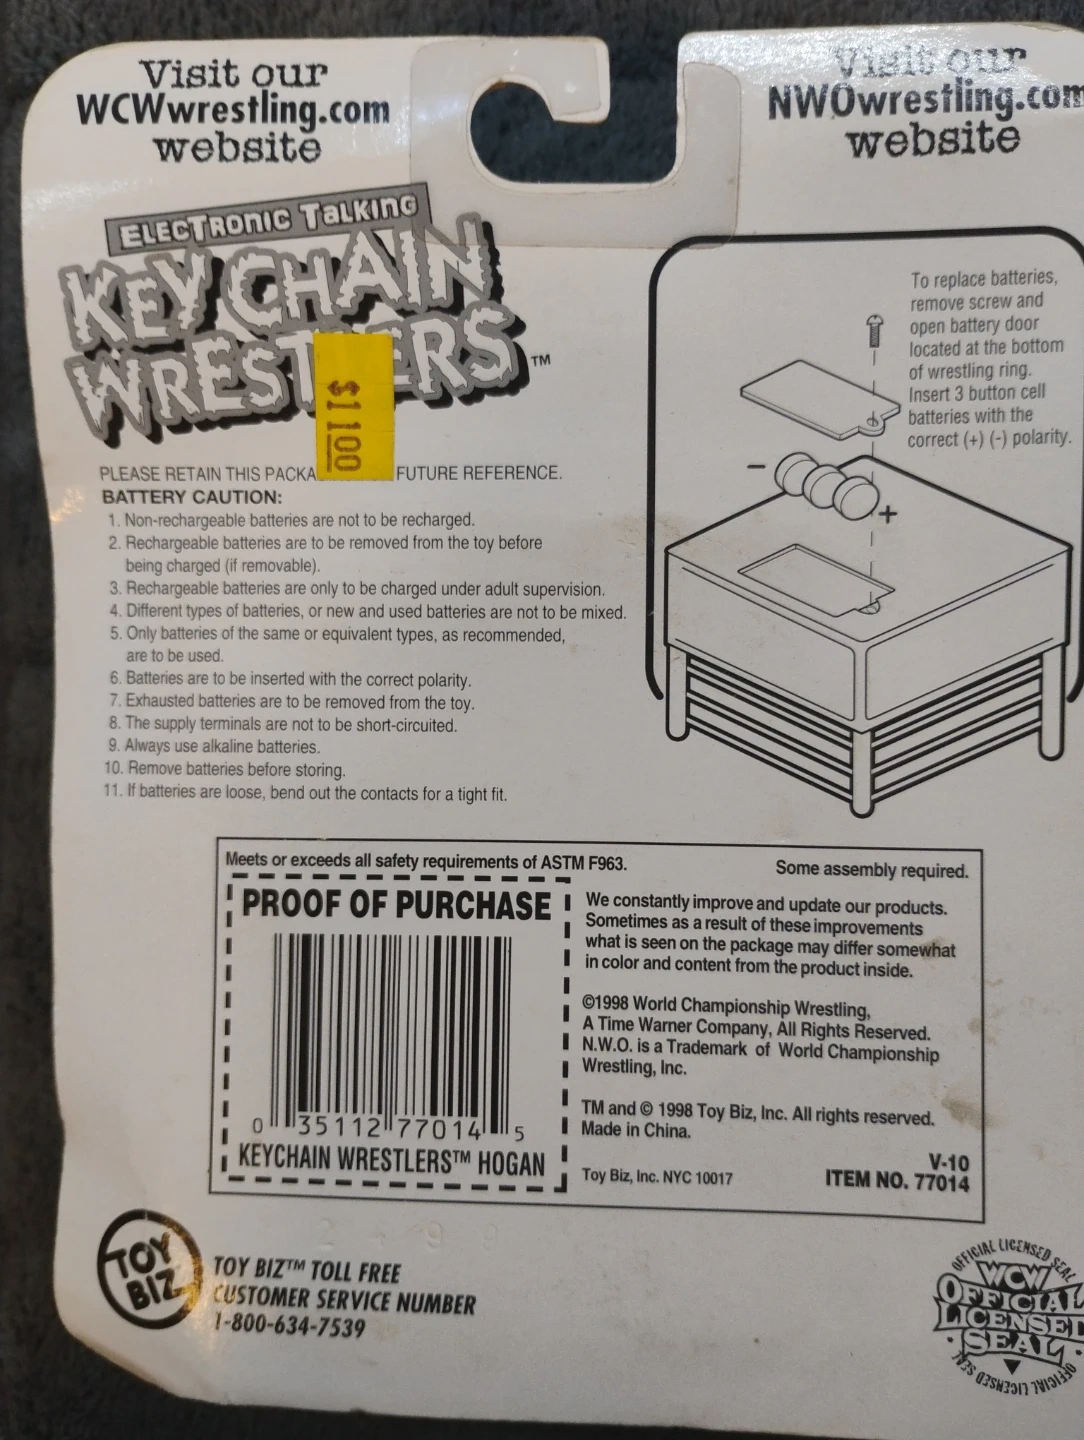 Visit our
WCWwrestling.com
website
Visit our
NWOwrestling.com
website
ELECTRONIC TALKING
KEY CHAIN
WRESTLERS™
$1100
To replace batteries,
remove screw and
open battery door
located at the bottom
of wrestling ring.
Insert 3 button cell
batteries with the
correct (+) (-) polarity.
-
+
PLEASE RETAIN THIS PACKA FUTURE REFERENCE.
BATTERY CAUTION:
1. Non-rechargeable batteries are not to be recharged.
2. Rechargeable batteries are to be removed from the toy before
being charged (if removable).
3. Rechargeable batteries are only to be charged under adult supervision.
4. Different types of batteries, or new and used batteries are not to be mixed.
5. Only batteries of the same or equivalent types, as recommended,
are to be used.
6. Batteries are to be inserted with the correct polarity.
7. Exhausted batteries are to be removed from the toy.
8. The supply terminals are not to be short-circuited.
9. Always use alkaline batteries.
10. Remove batteries before storing.
11. If batteries are loose, bend out the contacts for a tight fit.
Meets or exceeds all safety requirements of ASTM F963.
Some assembly required.
PROOF OF PURCHASE
0 35112 77014 5
KEYCHAIN WRESTLERS™ HOGAN
We constantly improve and update our products.
Sometimes as a result of these improvements
what is seen on the package may differ somewhat
in color and content from the product inside.
©1998 World Championship Wrestling,
A Time Warner Company, All Rights Reserved.
N.W.O. is a Trademark of World Championship
Wrestling, Inc.
TM and © 1998 Toy Biz, Inc. All rights reserved.
Made in China.
Toy Biz, Inc. NYC 10017
V-10
ITEM NO. 77014
TOY
BIZ
TOY BIZ™ TOLL FREE
CUSTOMER SERVICE NUMBER
1-800-634-7539
OFFICIAL LICENSED SEAL
WCW
OFFICIAL
LICENSED
SEAL
OFFICIAL LICENSED SEAL